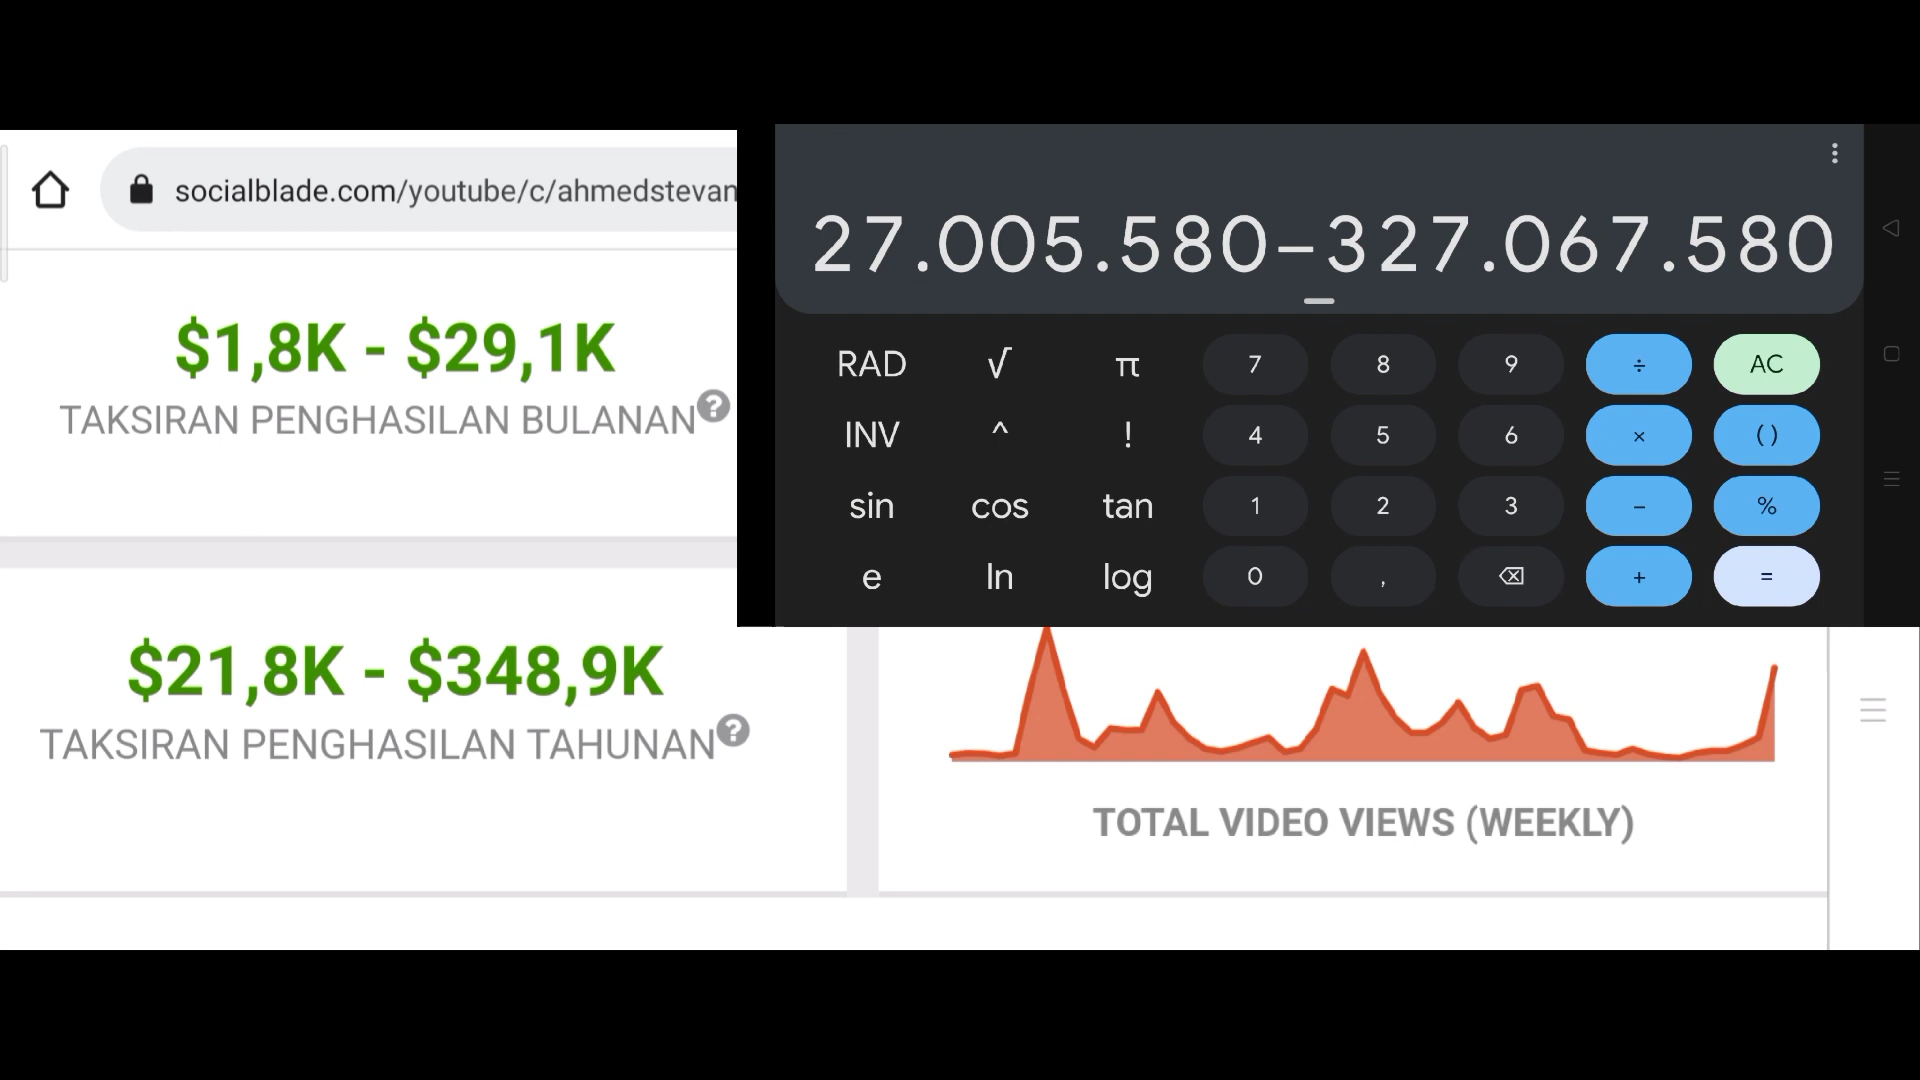 socialblade.com/youtube/c/ahmedstevan
$1,8K - $29,1K
TAKSIRAN PENGHASILAN BULANAN ?
$21,8K - $348,9K
TAKSIRAN PENGHASILAN TAHUNAN ?
27.005.580–327.067.580
RAD √ π 7 8 9 ÷ AC
INV ^ ! 4 5 6 × ( )
sin cos tan 1 2 3 − %
e ln log 0 , + =
TOTAL VIDEO VIEWS (WEEKLY)